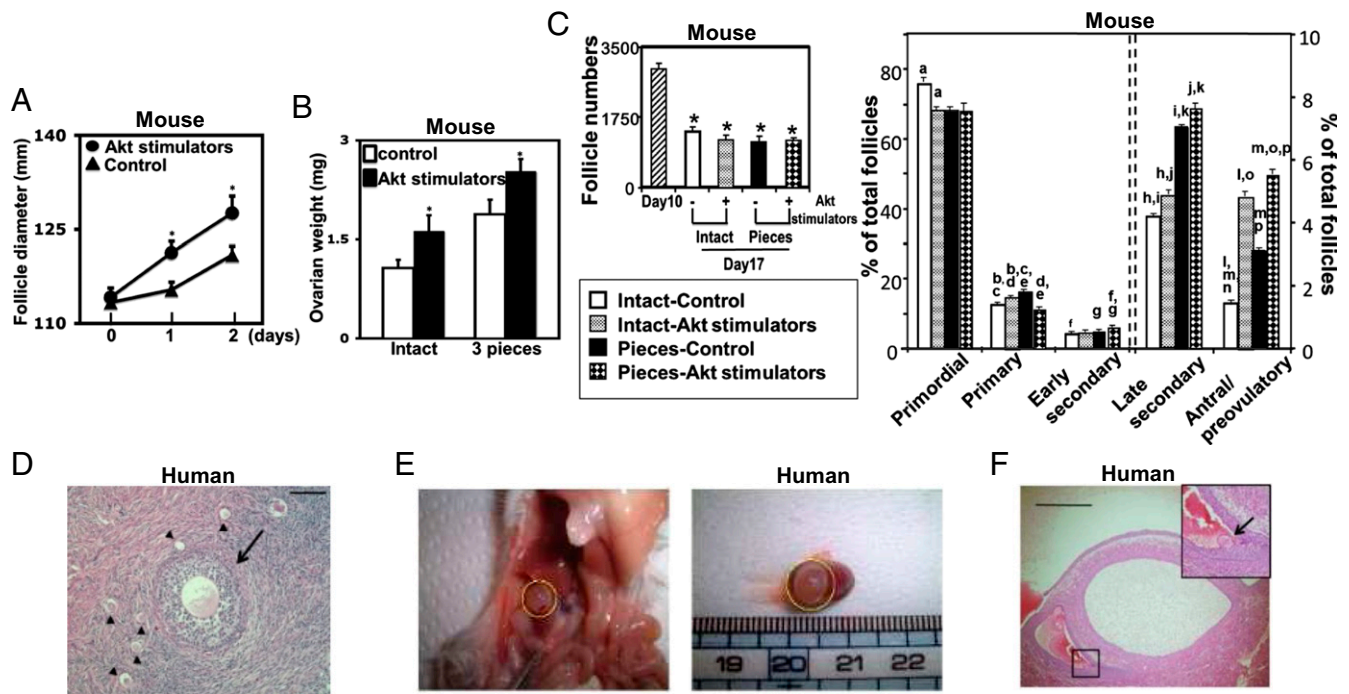 A
Mouse
140
125
110
Follicle diameter (mm)
Akt stimulators
Control
*
*
0 1 2 (days)
B
Mouse
3
1.5
0
Ovarian weight (mg)
control
Akt stimulators
*
*
Intact 3 pieces
C
Mouse
3500
1750
0
Follicle numbers
* * * *
Day10 - + - + Akt
stimulators
Intact Pieces
Day17
Intact-Control
Intact-Akt stimulators
Pieces-Control
Pieces-Akt stimulators
Mouse
% of total follicles
80
60
40
20
0
10
8
6
4
2
0
% of total follicles
a
a
b,
c
b,
d
c,
e
d,
e
f
g
f,
g
h,i
h,j
i,k
j,k
l,
m,
n
l,o
m
p
m,o,p
Primordial
Primary
Early
secondary
Late
secondary
Antral/
preovulatory
D
Human
E
Human
19 20 21 22
F
Human